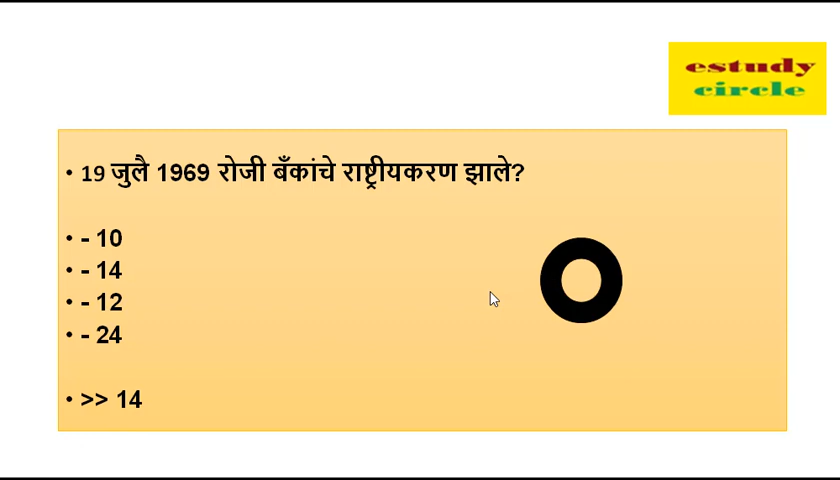 estudy
circle
• 19 जुलै 1969 रोजी बँकांचे राष्ट्रीयकरण झाले?
• - 10
• - 14
• - 12
• - 24
• >> 14